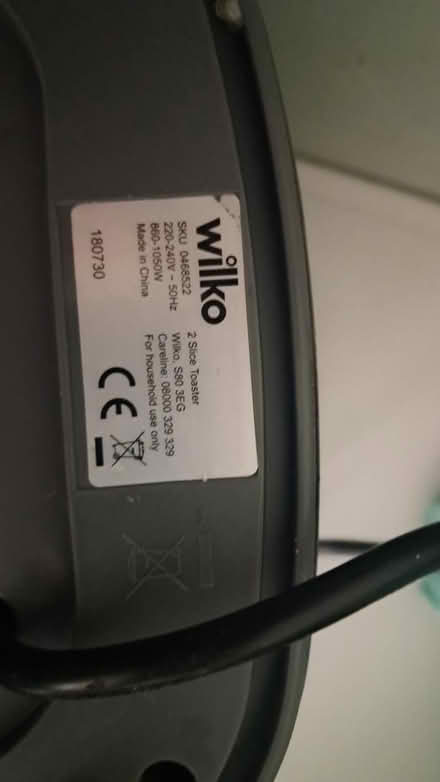 wilko
SKU 0468522
220-240V ~ 50Hz
860-1050W
Made in China
180730
2 Slice Toaster
Wilko, S80 3EG
Careline: 08000 329 329
For household use only
CE